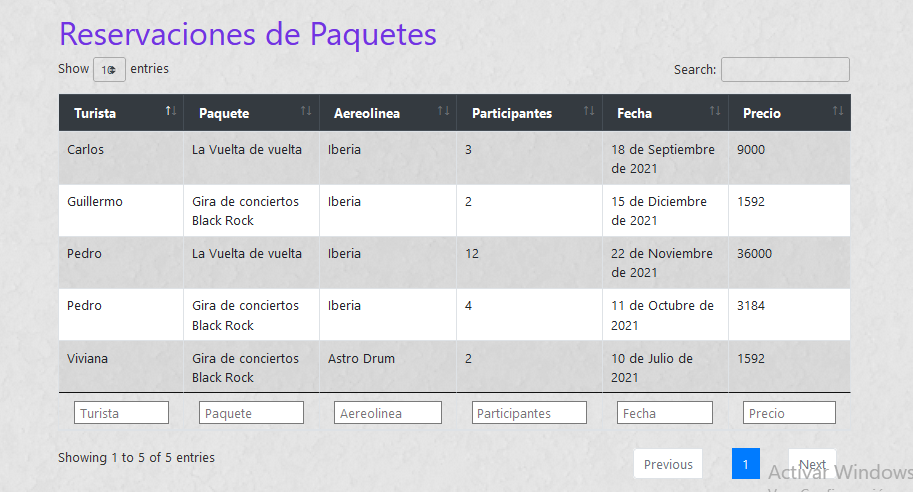 Reservaciones de Paquetes
Show 10 entries Search:
Turista Paquete Aereolinea Participantes Fecha Precio
Carlos La Vuelta de vuelta Iberia 3 18 de Septiembre 9000
de 2021
Guillermo Gira de conciertos Iberia 2 15 de Diciembre 1592
Black Rock de 2021
Pedro La Vuelta de vuelta Iberia 12 22 de Noviembre 36000
de 2021
Pedro Gira de conciertos Iberia 4 11 de Octubre de 3184
Black Rock 2021
Viviana Gira de conciertos Astro Drum 2 10 de Julio de 1592
Black Rock 2021
Turista Paquete Aereolinea Participantes Fecha Precio
Showing 1 to 5 of 5 entries Previous 1 Next
Activar Windows